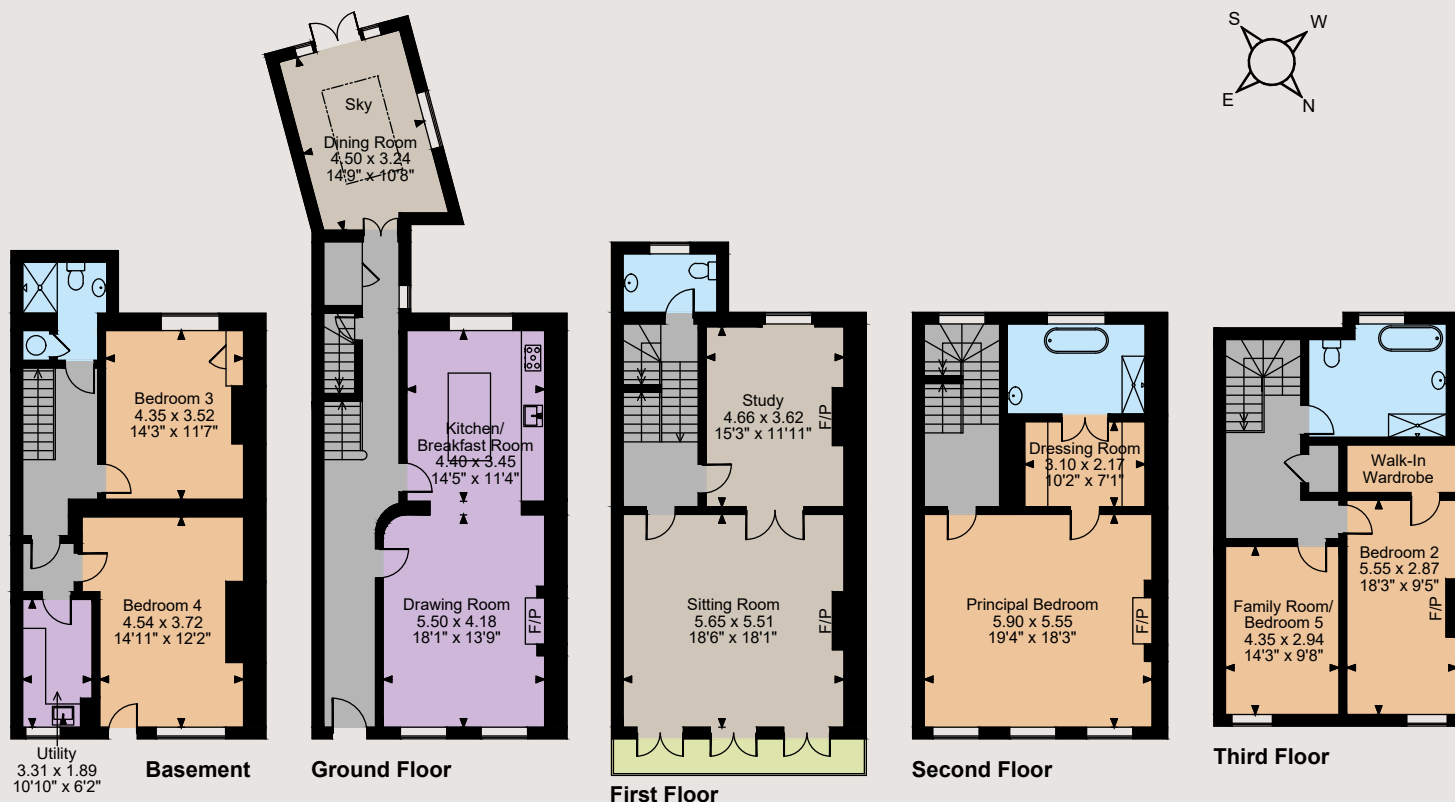 S
W
E
N
Sky
Dining Room
4.50 x 3.24
14'9" x 10'8"
Bedroom 3
4.35 x 3.52
14'3" x 11'7"
Bedroom 4
4.54 x 3.72
14'11" x 12'2"
Utility
3.31 x 1.89
10'10" x 6'2"
Basement
Kitchen/
Breakfast Room
4.40 x 3.45
14'5" x 11'4"
Drawing Room
5.50 x 4.18
18'1" x 13'9"
F/P
Ground Floor
Study
4.66 x 3.62
15'3" x 11'11"
F/P
Sitting Room
5.65 x 5.51
18'6" x 18'1"
F/P
First Floor
Dressing Room
3.10 x 2.17
10'2" x 7'1"
Principal Bedroom
5.90 x 5.55
19'4" x 18'3"
F/P
Second Floor
Walk-In
Wardrobe
Bedroom 2
5.55 x 2.87
18'3" x 9'5"
F/P
Family Room/
Bedroom 5
4.35 x 2.94
14'3" x 9'8"
Third Floor